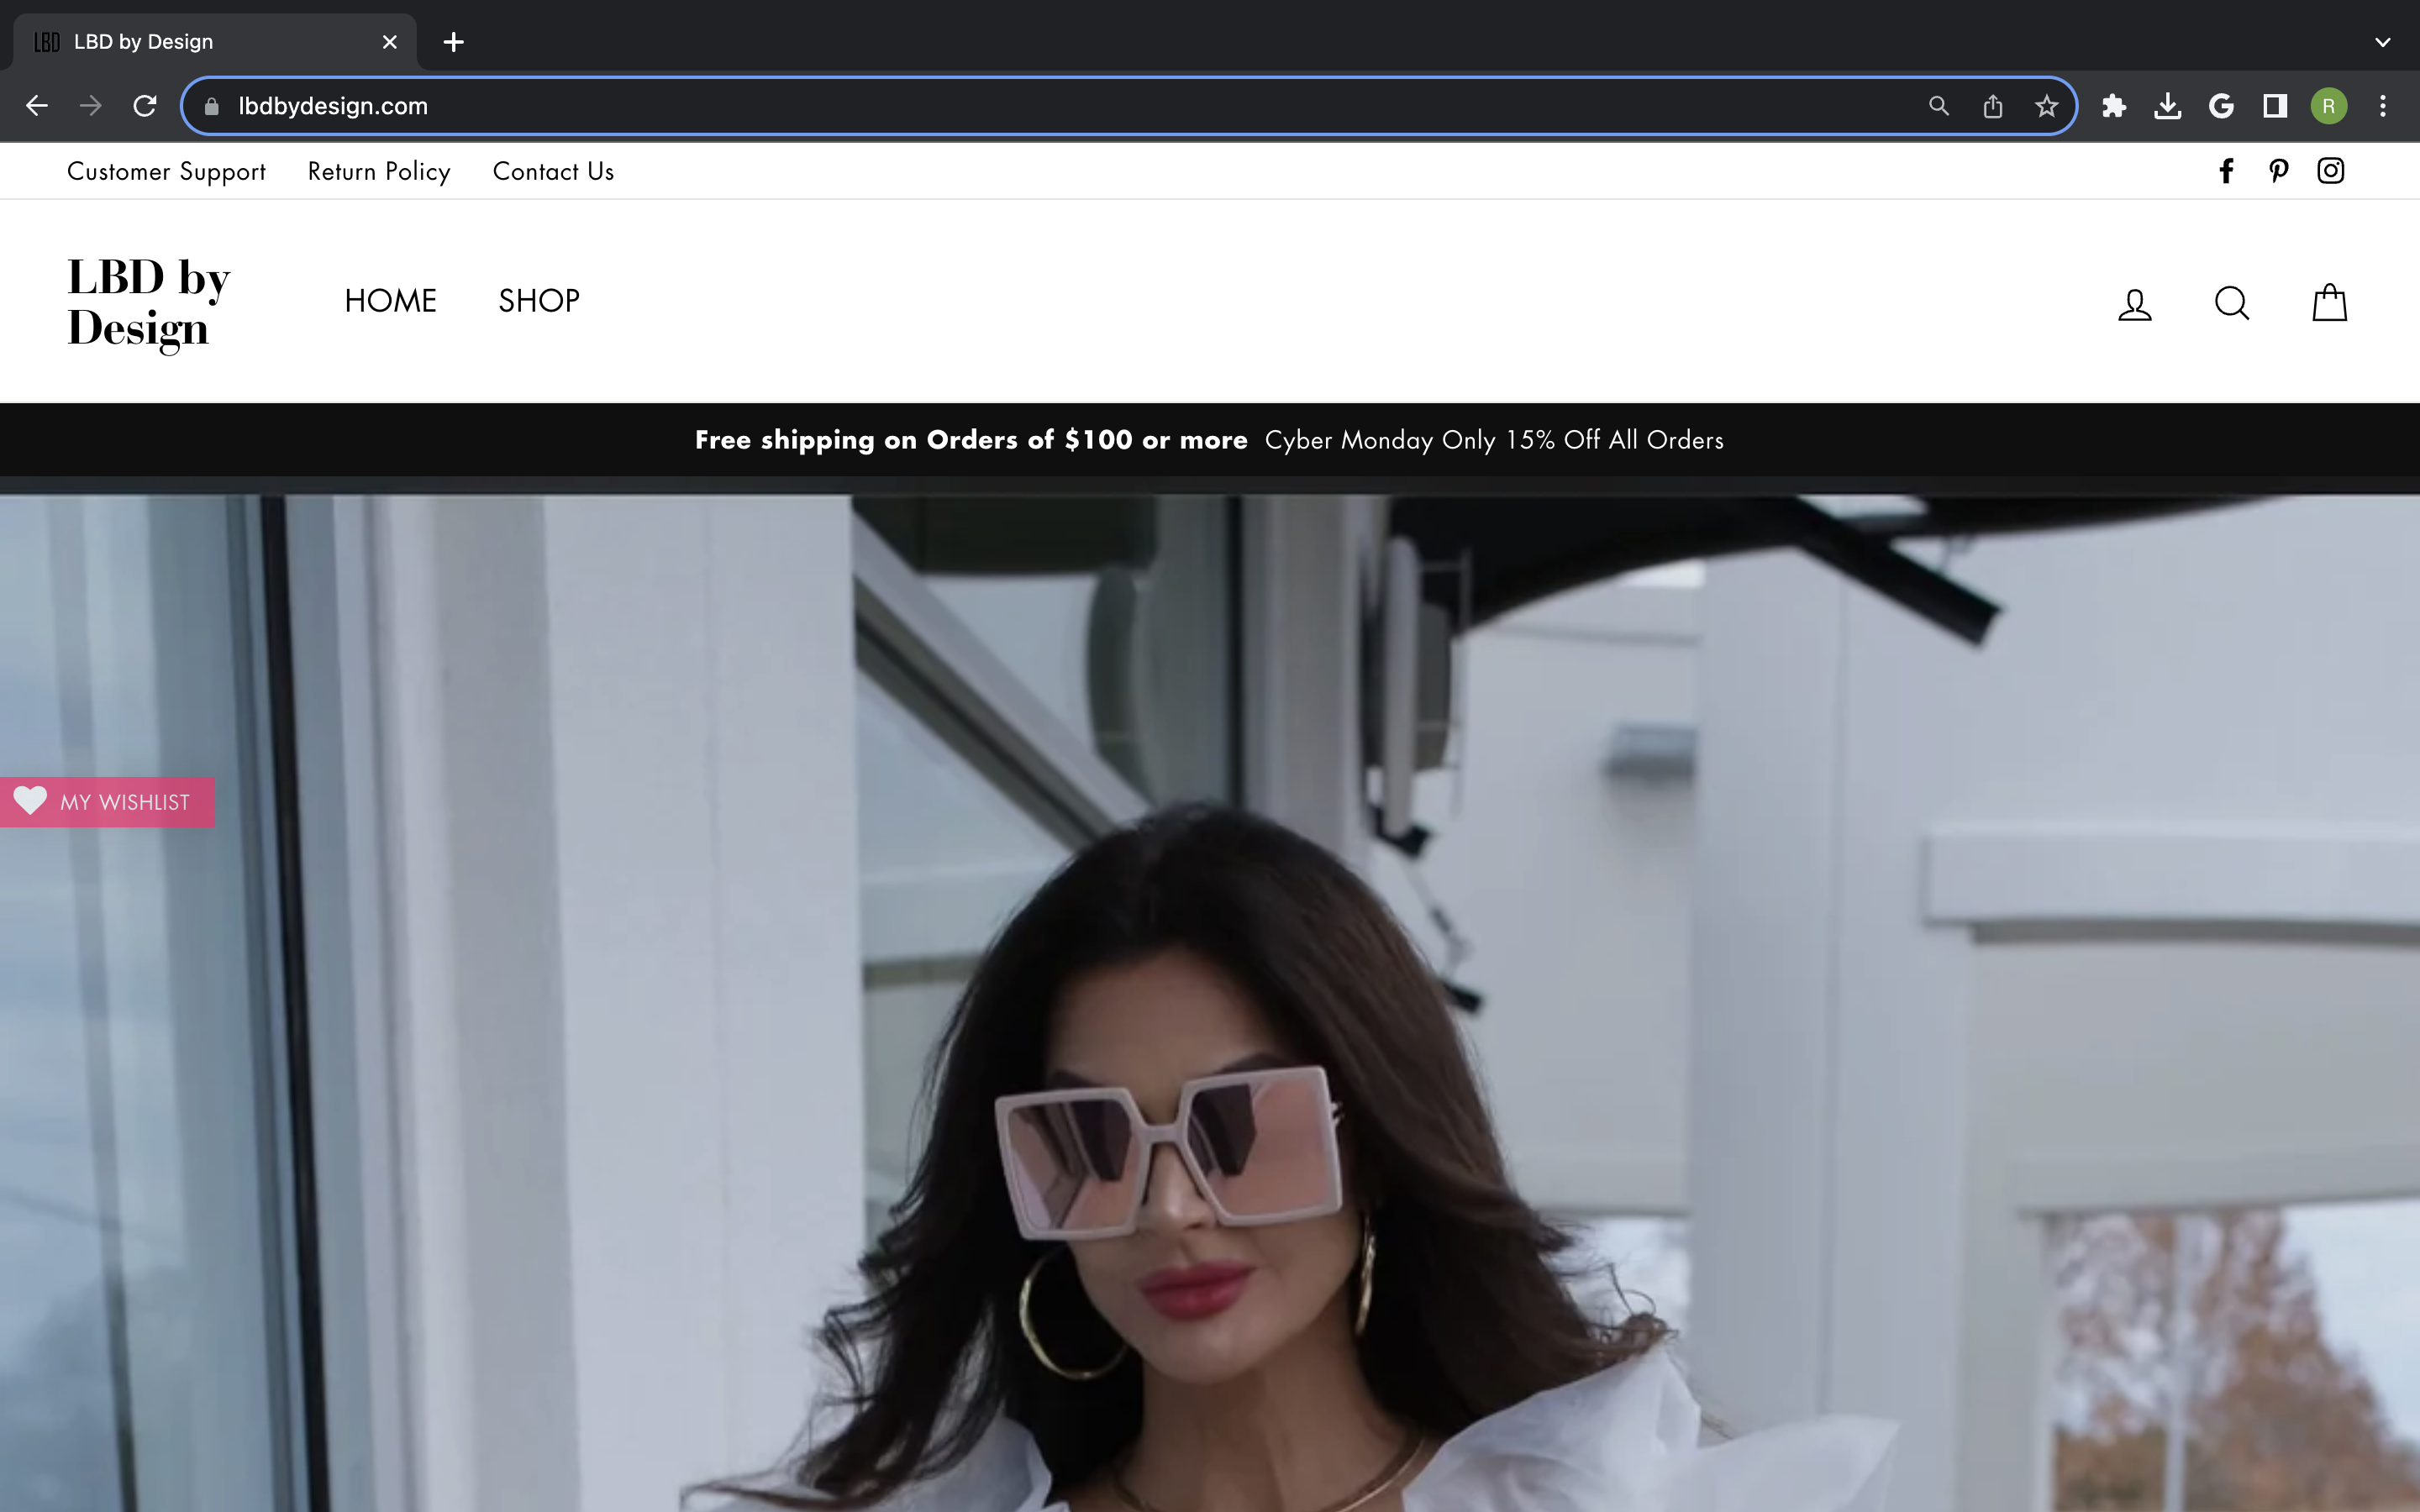 LBD LBD by Design
lbdbydesign.com
R
Customer Support Return Policy Contact Us
LBD by
Design
HOME SHOP
Free shipping on Orders of $100 or more Cyber Monday Only 15% Off All Orders
MY WISHLIST